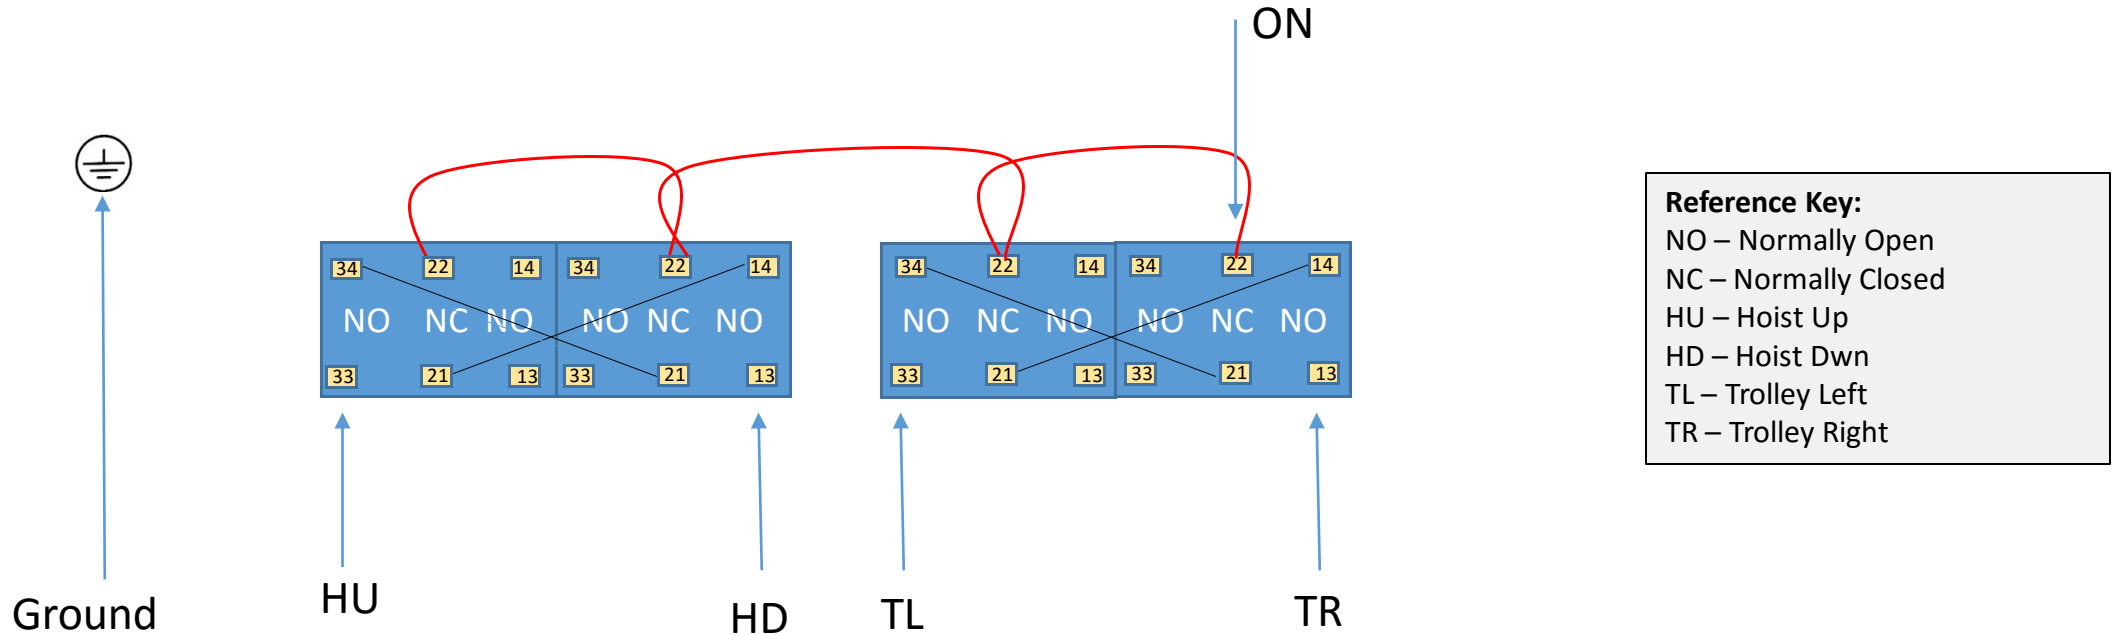 ON
34 22 14 34 22 14
34 22 14 34 22 14
NO NC NO NO NC NO
NO NC NO NO NC NO
33 21 13 33 21 13
33 21 13 33 21 13
Ground
HU
HD
TL
TR
Reference Key:
NO – Normally Open
NC – Normally Closed
HU – Hoist Up
HD – Hoist Dwn
TL – Trolley Left
TR – Trolley Right